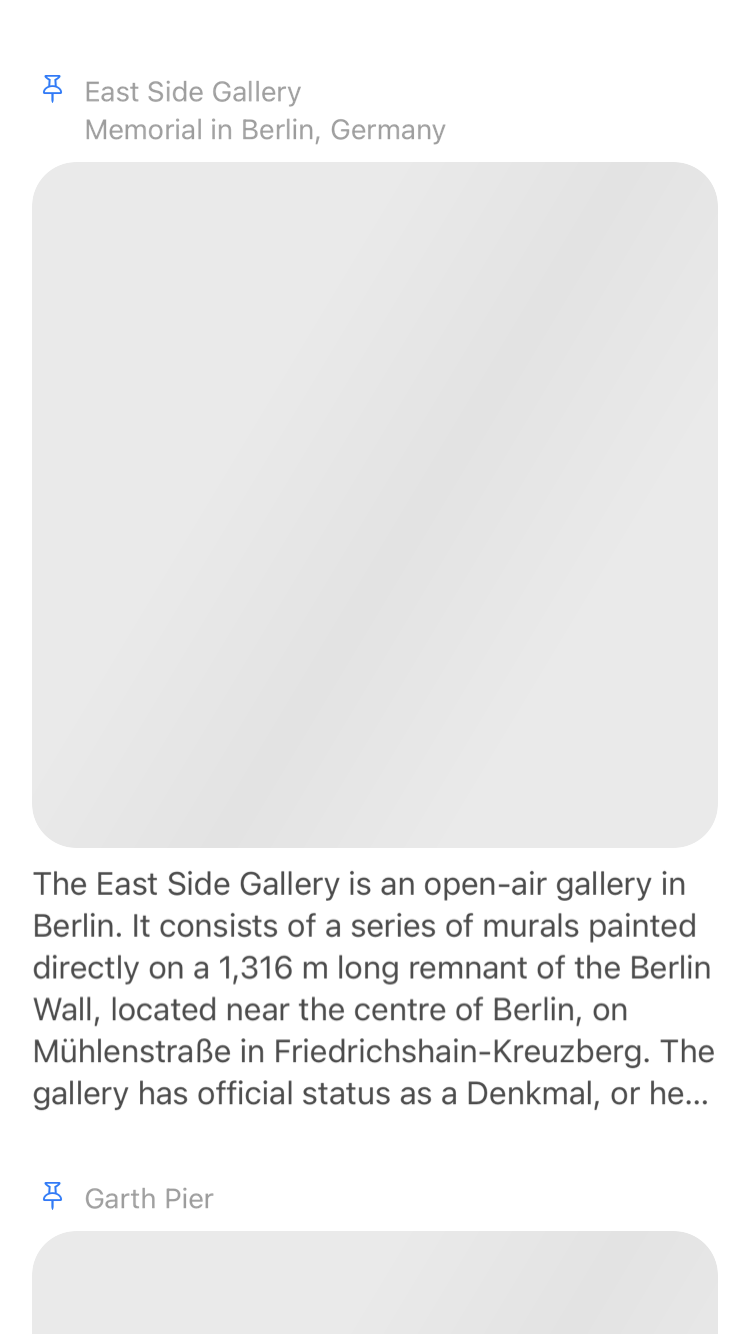 East Side Gallery
Memorial in Berlin, Germany
The East Side Gallery is an open-air gallery in
Berlin. It consists of a series of murals painted
directly on a 1,316 m long remnant of the Berlin
Wall, located near the centre of Berlin, on
Mühlenstraße in Friedrichshain-Kreuzberg. The
gallery has official status as a Denkmal, or he...
Garth Pier